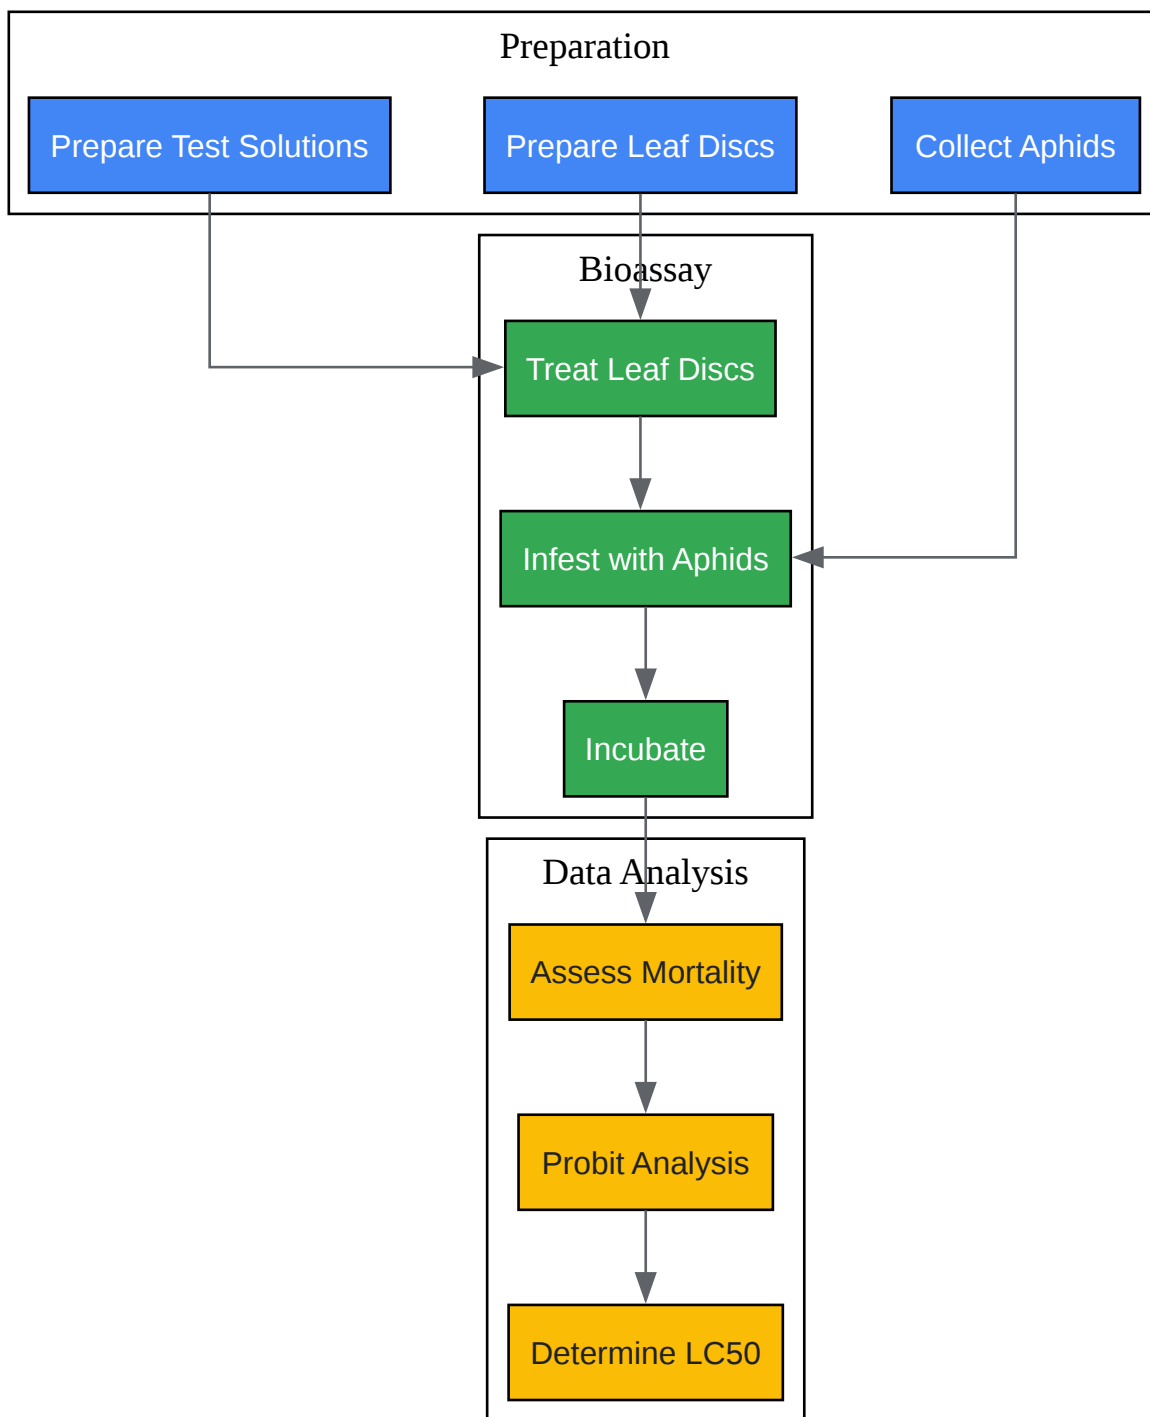 Preparation
Prepare Test Solutions
Prepare Leaf Discs
Collect Aphids
Bioassay
Treat Leaf Discs
Infest with Aphids
Incubate
Data Analysis
Assess Mortality
Probit Analysis
Determine LC50